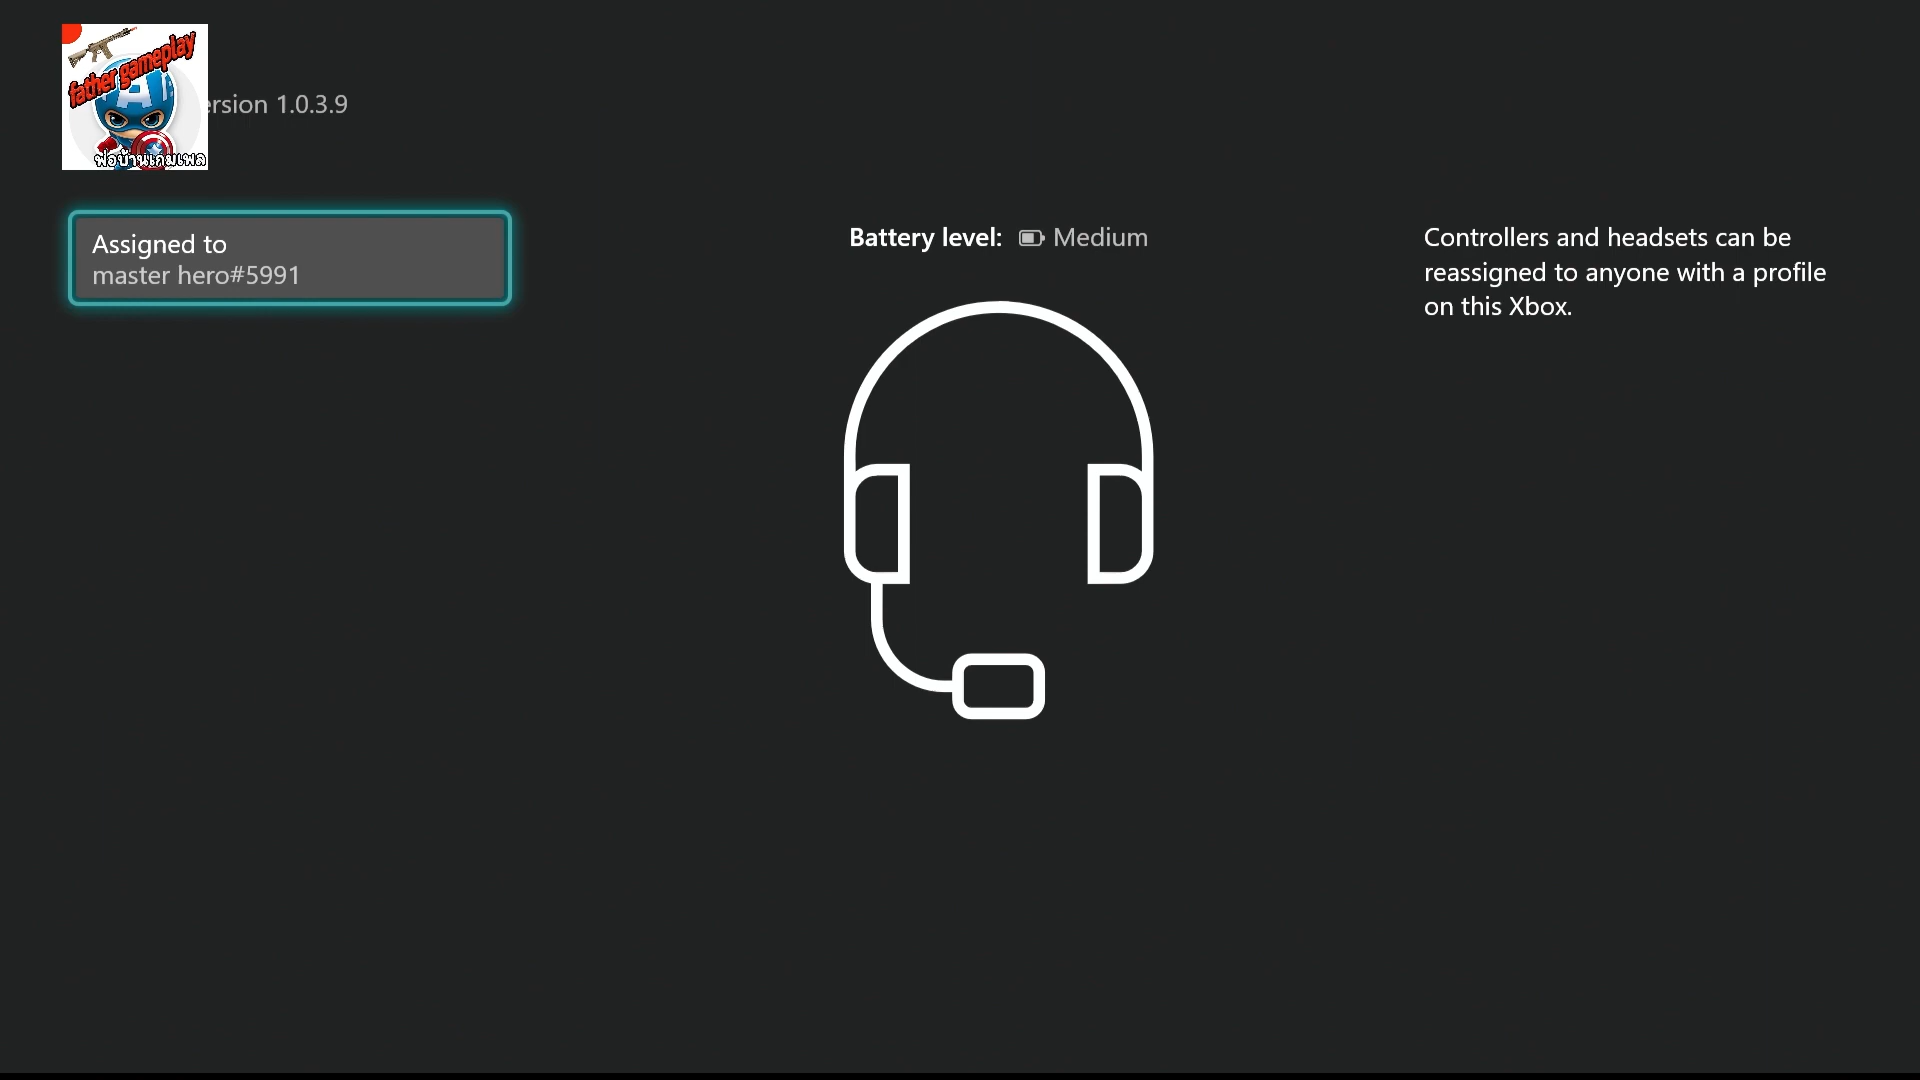 father gameplay
พ่อบ้านเกมเพล
ersion 1.0.3.9
Assigned to
master hero#5991
Battery level: Medium
Controllers and headsets can be
reassigned to anyone with a profile
on this Xbox.